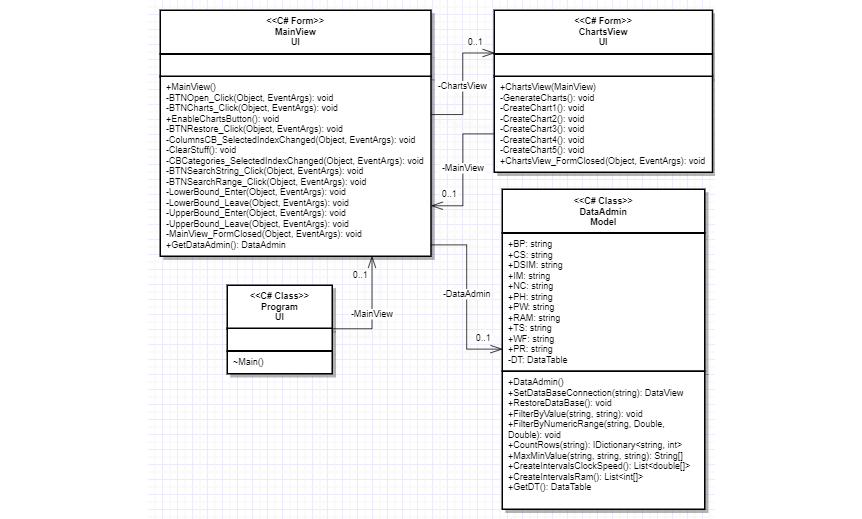 <<C# Form>>
MainView
UI
+MainView()
-BTNOpen_Click(Object, EventArgs): void
-BTNCharts_Click(Object, EventArgs): void
+EnableChartsButton(): void
-BTNRestore_Click(Object, EventArgs): void
-ColumnsCB_SelectedIndexChanged(Object, EventArgs): void
-ClearStuff(): void
-CBCategories_SelectedIndexChanged(Object, EventArgs): void
-BTNSearchString_Click(Object, EventArgs): void
-BTNSearchRange_Click(Object, EventArgs): void
-LowerBound_Enter(Object, EventArgs): void
-LowerBound_Leave(Object, EventArgs): void
-UpperBound_Enter(Object, EventArgs): void
-UpperBound_Leave(Object, EventArgs): void
-MainView_FormClosed(Object, EventArgs): void
+GetDataAdmin(): DataAdmin
0..1
-ChartsView
<<C# Form>>
ChartsView
UI
+ChartsView(MainView)
-GenerateCharts(): void
-CreateChart1(): void
-CreateChart2(): void
-CreateChart3(): void
-CreateChart4(): void
-CreateChart5(): void
+ChartsView_FormClosed(Object, EventArgs): void
-MainView
0..1
<<C# Class>>
DataAdmin
Model
+BP: string
+CS: string
+DSIM: string
+IM: string
+NC: string
+PH: string
+PW: string
+RAM: string
+TS: string
+WF: string
+PR: string
-DT: DataTable
+DataAdmin()
+SetDataBaseConnection(string): DataView
+RestoreDataBase(): void
+FilterByValue(string, string): void
+FilterByNumericRange(string, Double,
Double): void
+CountRows(string): IDictionary<string, int>
+MaxMinValue(string, string, string): String[]
+CreateIntervalsClockSpeed(): List<double[]>
+CreateIntervalsRam(): List<int[]>
+GetDT(): DataTable
0..1
-MainView
-DataAdmin
0..1
<<C# Class>>
Program
UI
~Main()